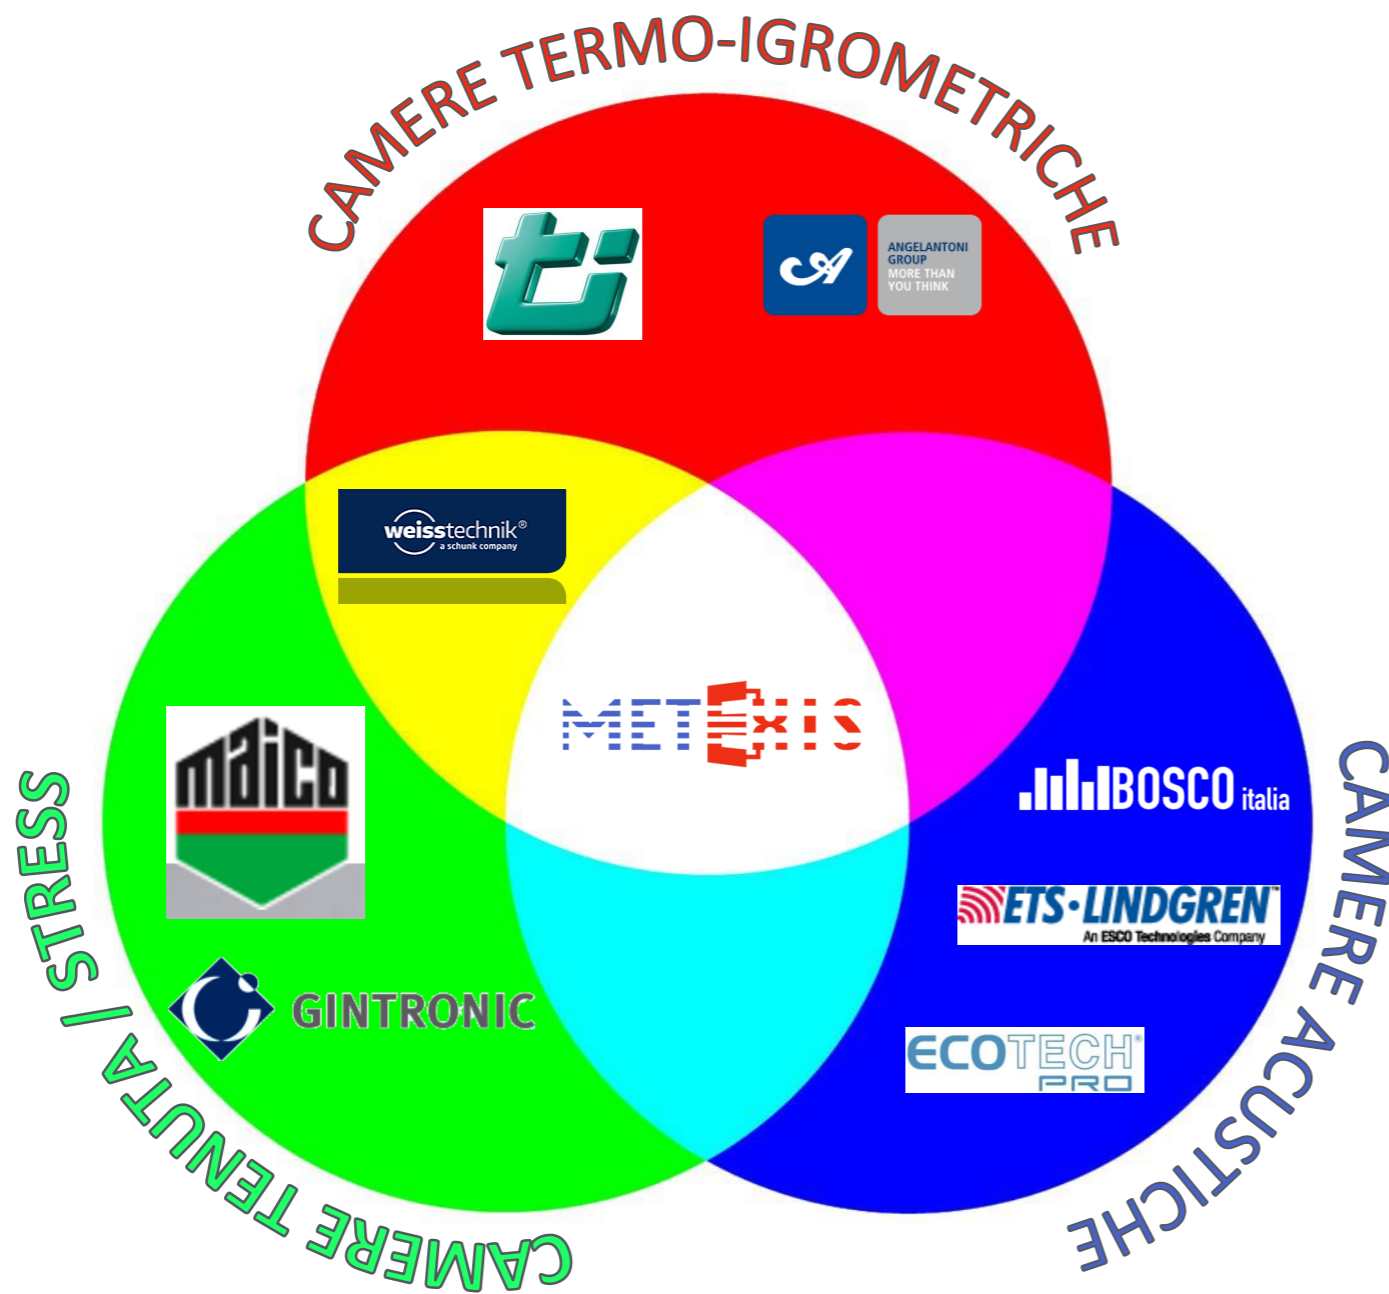 CAMERE TERMO-IGROMETRICHE
ti
ANGELANTONI
GROUP
MORE THAN
YOU THINK
weisstechnik®
a schunk company
METEXIS
maico
BOSCO italia
ETS·LINDGREN™
An ESCO Technologies Company
GINTRONIC
ECOTECH®
PRO
CAMERE TENUTA / STRESS
CAMERE ACUSTICHE